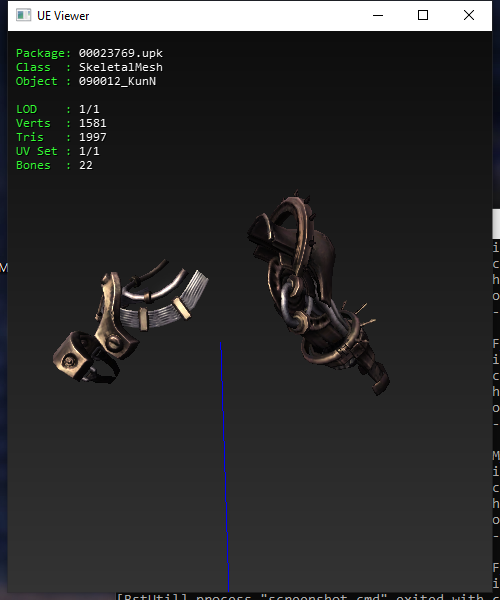 UE Viewer
Package: 00023769.upk
Class : SkeletalMesh
Object : 090012_KunN
LOD : 1/1
Verts : 1581
Tris : 1997
UV Set : 1/1
Bones : 22
M
i
c
h
o
-
F
i
c
h
o
-
M
i
c
h
o
-
F
i
[BstUtil] process "screenshot.cmd" exited with c